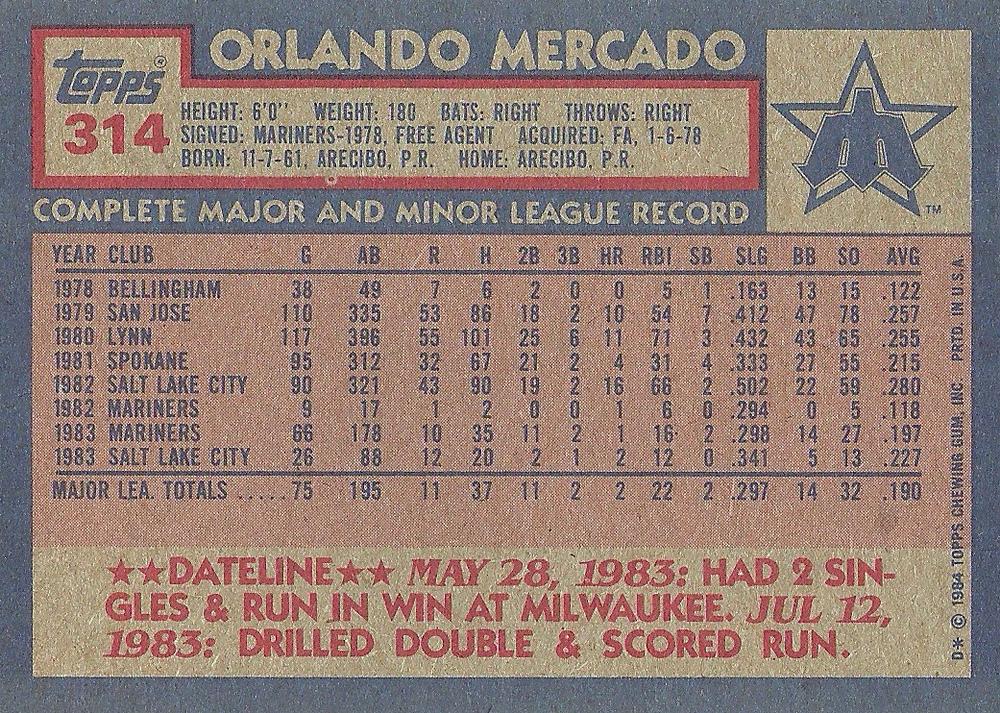 ORLANDO MERCADO
Topps®
314
HEIGHT: 6'0'' WEIGHT: 180 BATS: RIGHT THROWS: RIGHT
SIGNED: MARINERS-1978, FREE AGENT ACQUIRED: FA, 1-6-78
BORN: 11-7-61, ARECIBO, P.R. HOME: ARECIBO, P.R.
TM
COMPLETE MAJOR AND MINOR LEAGUE RECORD
YEAR CLUB G AB R H 2B 3B HR RBI SB SLG BB SO AVG
1978 BELLINGHAM 38 49 7 6 2 0 0 5 1 .163 13 15 .122
1979 SAN JOSE 110 335 53 86 18 2 10 54 7 .412 47 78 .257
1980 LYNN 117 396 55 101 25 6 11 71 3 .432 43 65 .255
1981 SPOKANE 95 312 32 67 21 2 4 31 4 .333 27 55 .215
1982 SALT LAKE CITY 90 321 43 90 19 2 16 66 2 .502 22 59 .280
1982 MARINERS 9 17 1 2 0 0 1 6 0 .294 0 5 .118
1983 MARINERS 66 178 10 35 11 2 1 16 2 .298 14 27 .197
1983 SALT LAKE CITY 26 88 12 20 2 1 2 12 0 .341 5 13 .227
MAJOR LEA. TOTALS .....75 195 11 37 11 2 2 22 2 .297 14 32 .190
★★DATELINE★★ MAY 28, 1983: HAD 2 SIN-
GLES & RUN IN WIN AT MILWAUKEE. JUL 12,
1983: DRILLED DOUBLE & SCORED RUN.
D* © 1984 TOPPS CHEWING GUM, INC. PRTD. IN U.S.A.